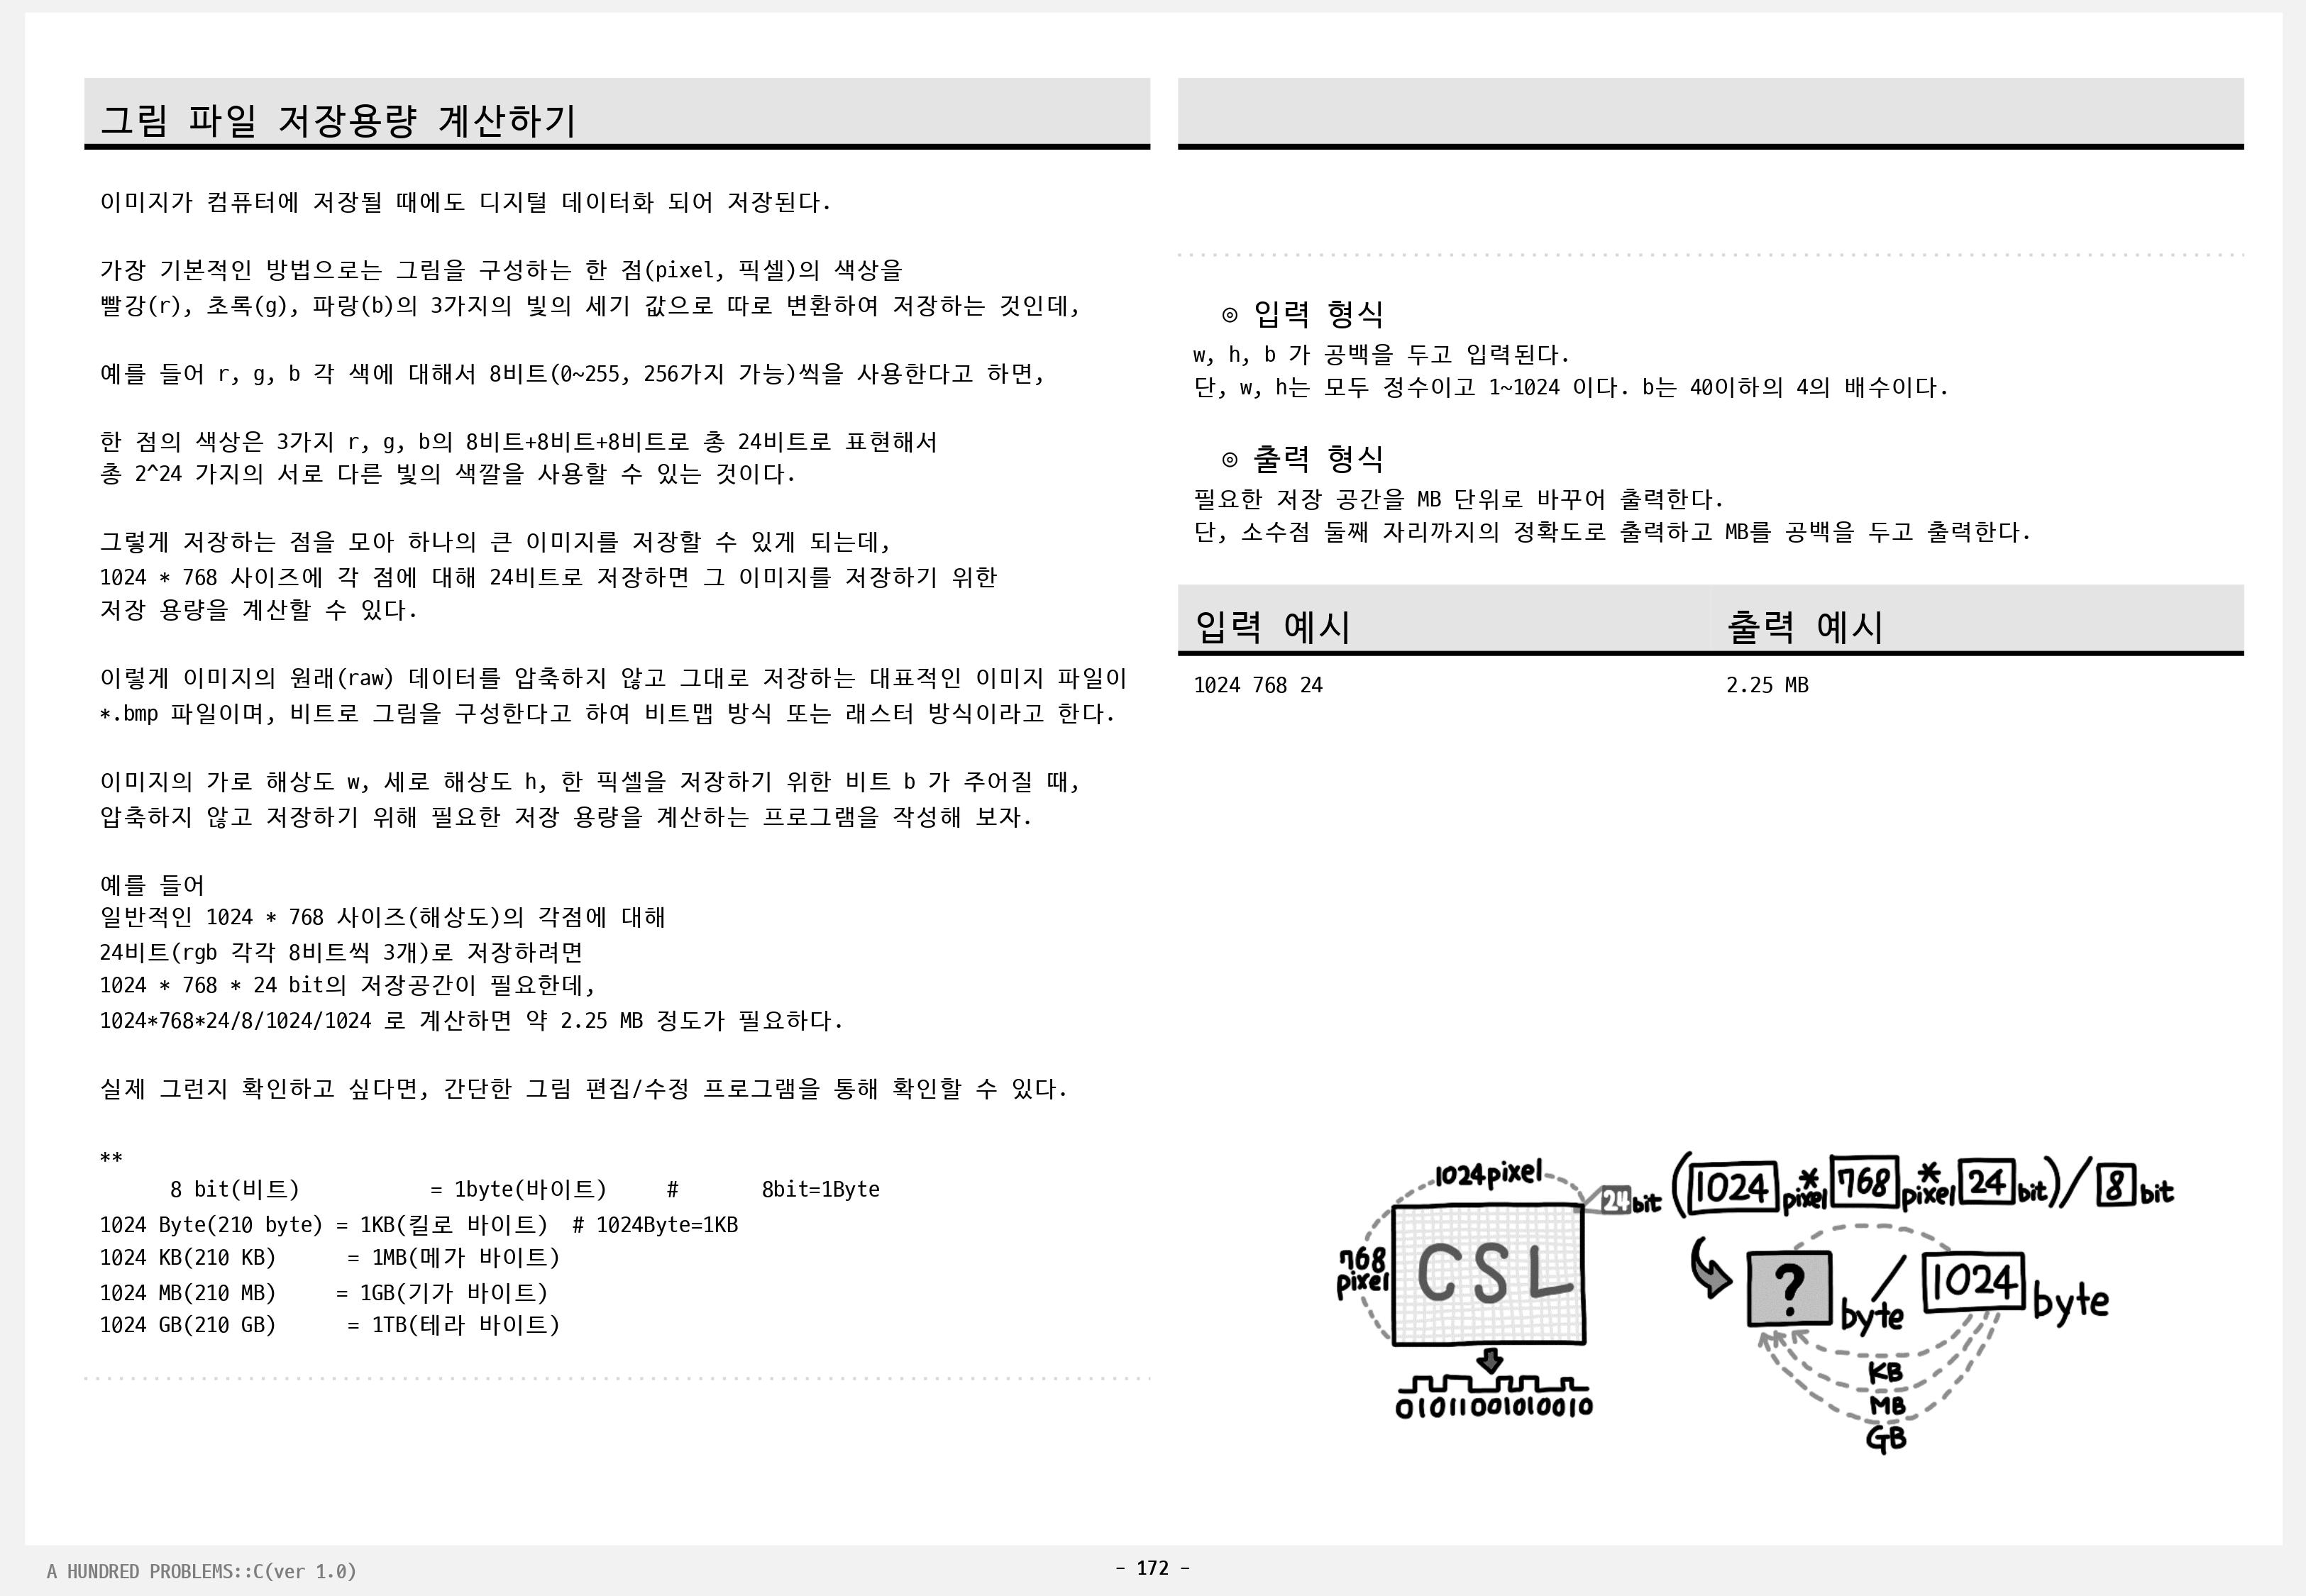 그림 파일 저장용량 계산하기
이미지가 컴퓨터에 저장될 때에도 디지털 데이터화 되어 저장된다.
가장 기본적인 방법으로는 그림을 구성하는 한 점(pixel, 픽셀)의 색상을
빨강(r), 초록(g), 파랑(b)의 3가지의 빛의 세기 값으로 따로 변환하여 저장하는 것인데,
예를 들어 r, g, b 각 색에 대해서 8비트(0~255, 256가지 가능)씩을 사용한다고 하면,
한 점의 색상은 3가지 r, g, b의 8비트+8비트+8비트로 총 24비트로 표현해서
총 2^24 가지의 서로 다른 빛의 색깔을 사용할 수 있는 것이다.
그렇게 저장하는 점을 모아 하나의 큰 이미지를 저장할 수 있게 되는데,
1024 * 768 사이즈에 각 점에 대해 24비트로 저장하면 그 이미지를 저장하기 위한
저장 용량을 계산할 수 있다.
이렇게 이미지의 원래(raw) 데이터를 압축하지 않고 그대로 저장하는 대표적인 이미지 파일이
*.bmp 파일이며, 비트로 그림을 구성한다고 하여 비트맵 방식 또는 래스터 방식이라고 한다.
이미지의 가로 해상도 w, 세로 해상도 h, 한 픽셀을 저장하기 위한 비트 b 가 주어질 때,
압축하지 않고 저장하기 위해 필요한 저장 용량을 계산하는 프로그램을 작성해 보자.
예를 들어
일반적인 1024 * 768 사이즈(해상도)의 각점에 대해
24비트(rgb 각각 8비트씩 3개)로 저장하려면
1024 * 768 * 24 bit의 저장공간이 필요한데,
1024*768*24/8/1024/1024 로 계산하면 약 2.25 MB 정도가 필요하다.
실제 그런지 확인하고 싶다면, 간단한 그림 편집/수정 프로그램을 통해 확인할 수 있다.
**
8 bit(비트) = 1byte(바이트) # 8bit=1Byte
1024 Byte(210 byte) = 1KB(킬로 바이트) # 1024Byte=1KB
1024 KB(210 KB) = 1MB(메가 바이트)
1024 MB(210 MB) = 1GB(기가 바이트)
1024 GB(210 GB) = 1TB(테라 바이트)
◎ 입력 형식
w, h, b 가 공백을 두고 입력된다.
단, w, h는 모두 정수이고 1~1024 이다. b는 40이하의 4의 배수이다.
◎ 출력 형식
필요한 저장 공간을 MB 단위로 바꾸어 출력한다.
단, 소수점 둘째 자리까지의 정확도로 출력하고 MB를 공백을 두고 출력한다.
입력 예시 출력 예시
1024 768 24 2.25 MB
1024pixel
24bit
(1024 pixel * 768 pixel * 24 bit) / 8 bit
768
pixel
CSL
? byte / 1024 byte
KB
MB
GB
010110010100​10
A HUNDRED PROBLEMS::C(ver 1.0)
- 172 -